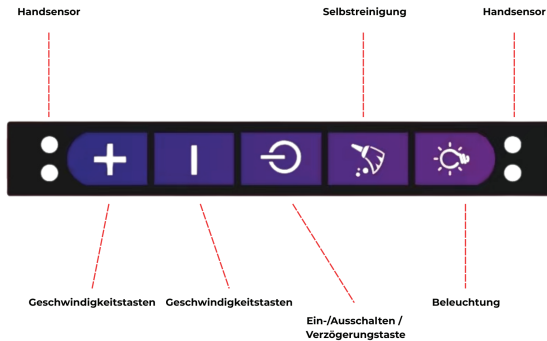 Handsensor
Selbstreinigung
Handsensor
Geschwindigkeitstasten
Geschwindigkeitstasten
Ein-/Ausschalten /
Verzögerungstaste
Beleuchtung